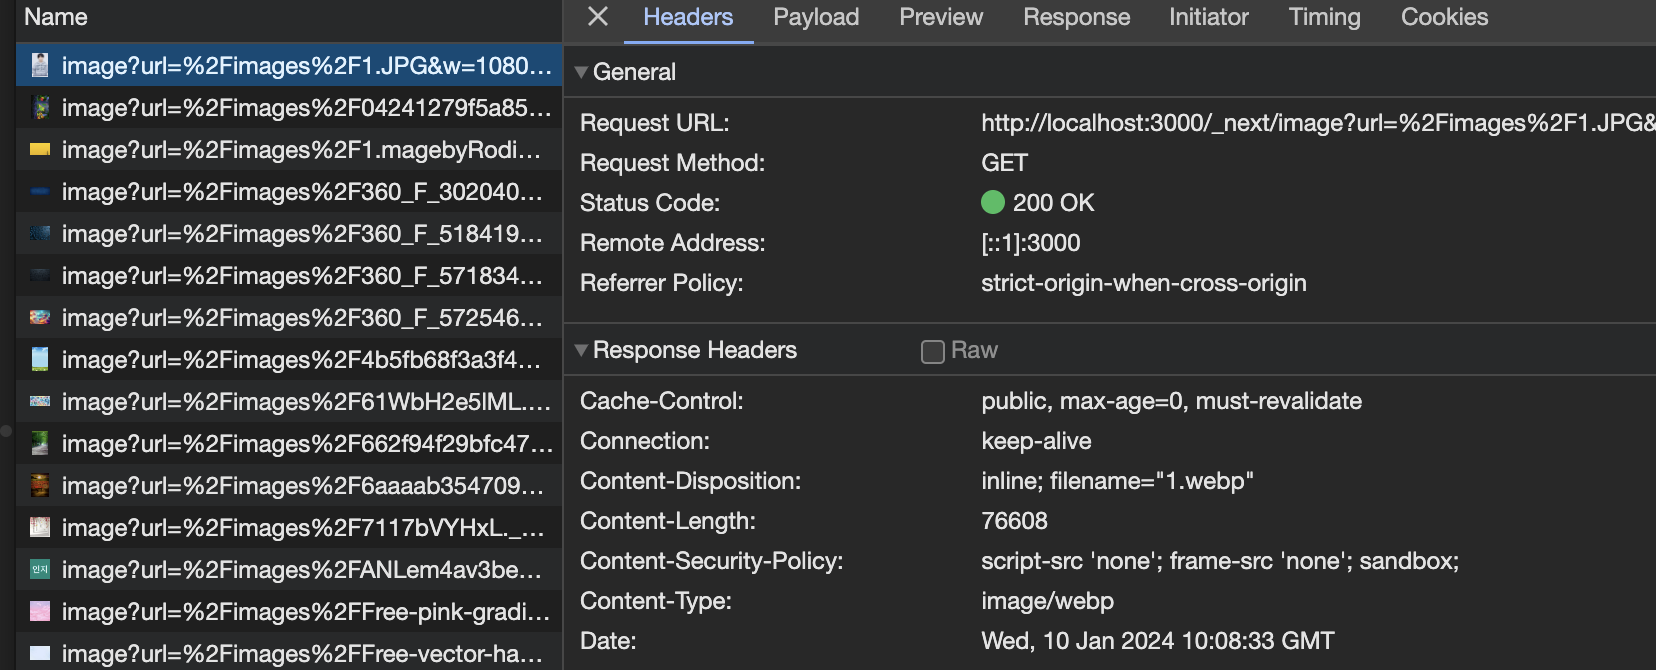 Name
image?url=%2Fimages%2F1.JPG&w=1080...
image?url=%2Fimages%2F04241279f5a85...
image?url=%2Fimages%2F1.magebyRodi...
image?url=%2Fimages%2F360_F_302040...
image?url=%2Fimages%2F360_F_518419...
image?url=%2Fimages%2F360_F_571834...
image?url=%2Fimages%2F360_F_572546...
image?url=%2Fimages%2F4b5fb68f3a3f4...
image?url=%2Fimages%2F61WbH2e5lML....
image?url=%2Fimages%2F662f94f29bfc47...
image?url=%2Fimages%2F6aaaab354709...
image?url=%2Fimages%2F7117bVYHxL._...
인지
image?url=%2Fimages%2FANLem4av3be...
image?url=%2Fimages%2FFree-pink-gradi...
image?url=%2Fimages%2FFree-vector-ha...
Headers Payload Preview Response Initiator Timing Cookies
General
Request URL: http://localhost:3000/_next/image?url=%2Fimages%2F1.JPG&
Request Method: GET
Status Code: 200 OK
Remote Address: [::1]:3000
Referrer Policy: strict-origin-when-cross-origin
Response Headers Raw
Cache-Control: public, max-age=0, must-revalidate
Connection: keep-alive
Content-Disposition: inline; filename="1.webp"
Content-Length: 76608
Content-Security-Policy: script-src 'none'; frame-src 'none'; sandbox;
Content-Type: image/webp
Date: Wed, 10 Jan 2024 10:08:33 GMT